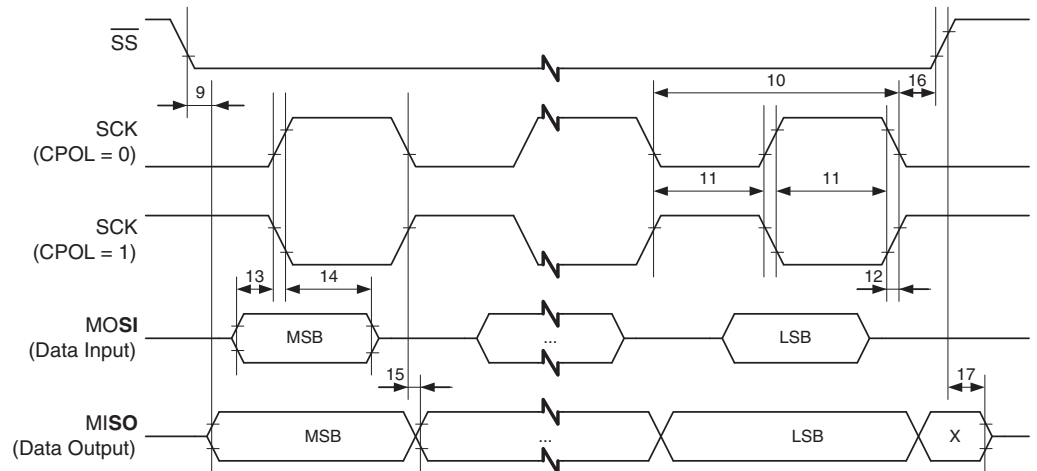 SS
9
10
16
SCK
(CPOL = 0)
11
11
SCK
(CPOL = 1)
13
14
12
MOSI
(Data Input)
MSB
...
LSB
15
17
MISO
(Data Output)
MSB
...
LSB
X